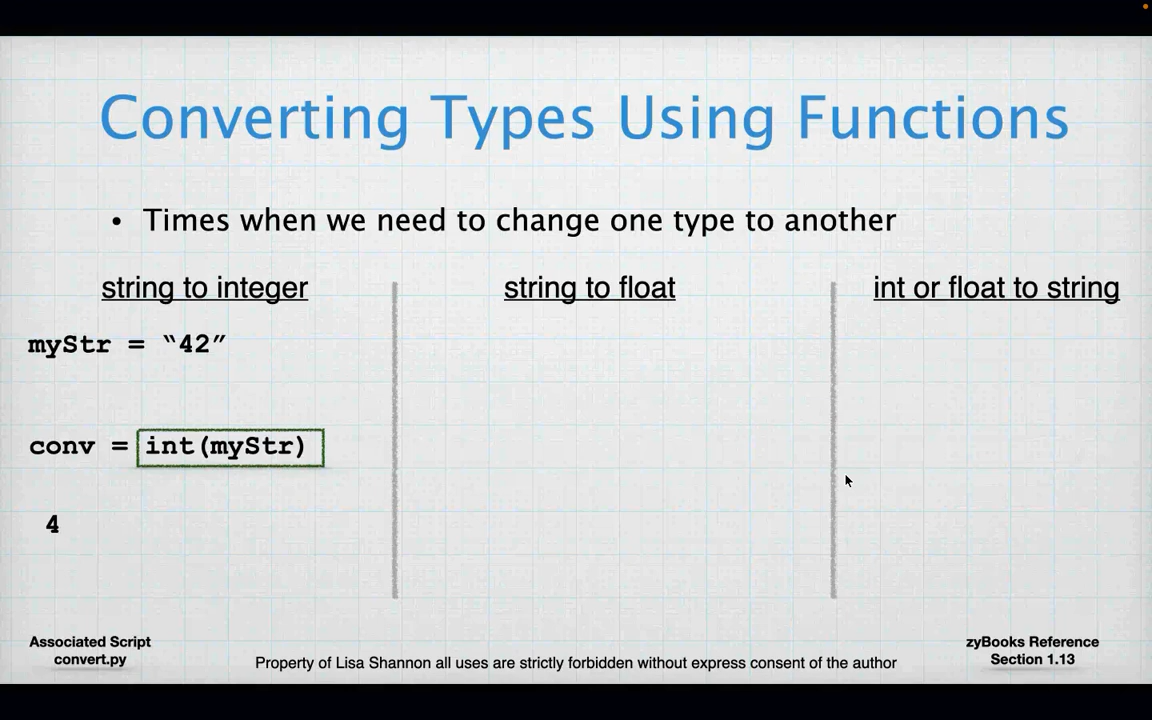 Converting Types Using Functions
• Times when we need to change one type to another
string to integer
string to float
int or float to string
myStr = “42”
conv = int(myStr)
4
Associated Script
convert.py
Property of Lisa Shannon all uses are strictly forbidden without express consent of the author
zyBooks Reference
Section 1.13